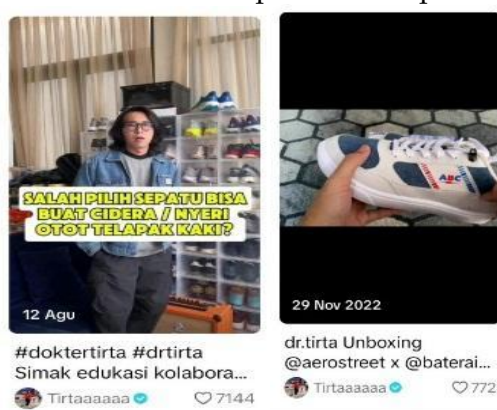 SALAH PILIH SEPATU BISA
BUAT CIDERA / NYERI
OTOT TELAPAK KAKI?
12 Agu
#doktertirta #drtirta
Simak edukasi kolabora...
Tirtaaaaaa
7144
ABC
29 Nov 2022
dr.tirta Unboxing
@aerostreet x @baterai...
Tirtaaaaaa
772